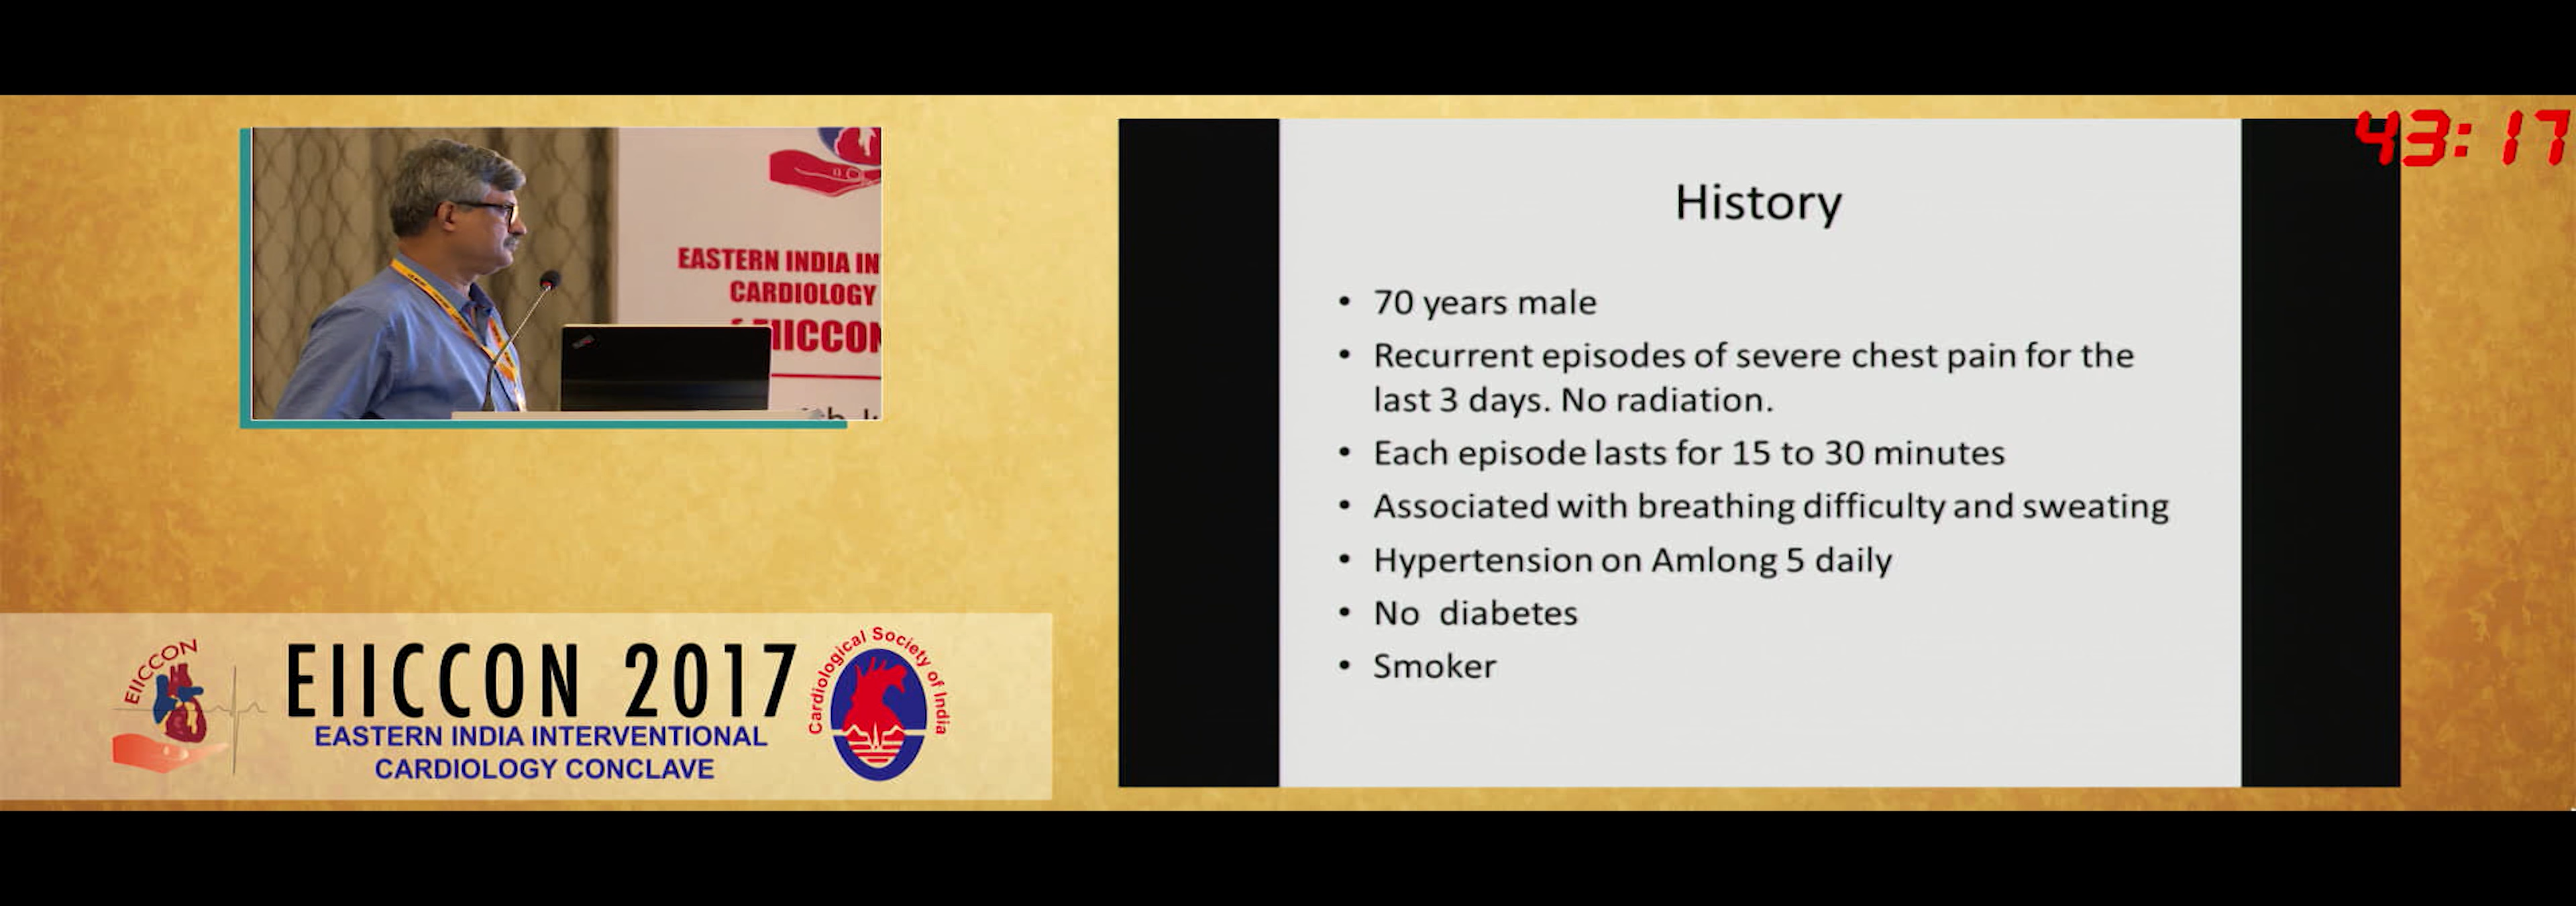 43:17
EASTERN INDIA IN
CARDIOLOGY
EIICCON
History
• 70 years male
• Recurrent episodes of severe chest pain for the
last 3 days. No radiation.
• Each episode lasts for 15 to 30 minutes
• Associated with breathing difficulty and sweating
• Hypertension on Amlong 5 daily
• No diabetes
• Smoker
EIICCON
EIICCON 2017
EASTERN INDIA INTERVENTIONAL
CARDIOLOGY CONCLAVE
Cardiological Society of India